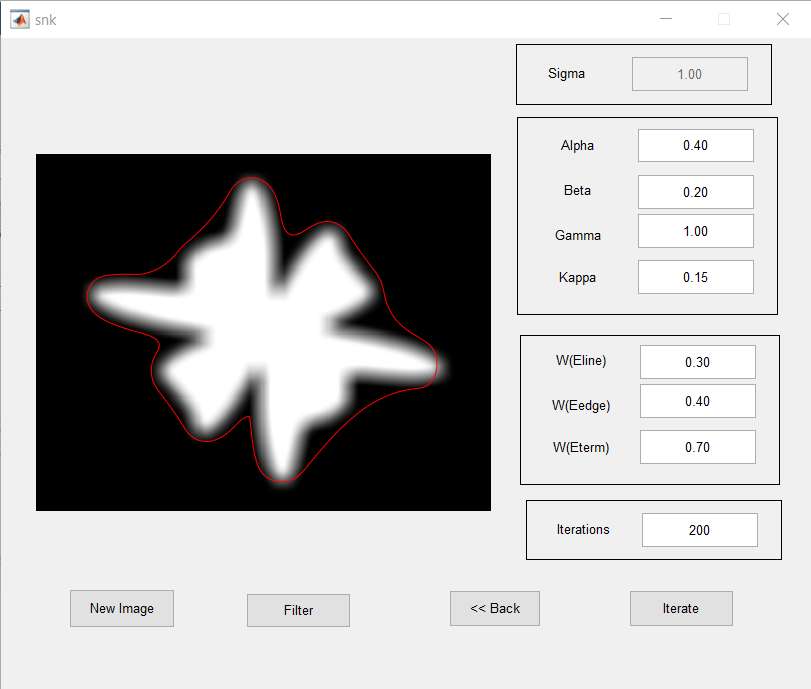 snk
Sigma 1.00
Alpha 0.40
Beta 0.20
Gamma 1.00
Kappa 0.15
W(Eline) 0.30
W(Eedge) 0.40
W(Eterm) 0.70
Iterations 200
New Image Filter << Back Iterate